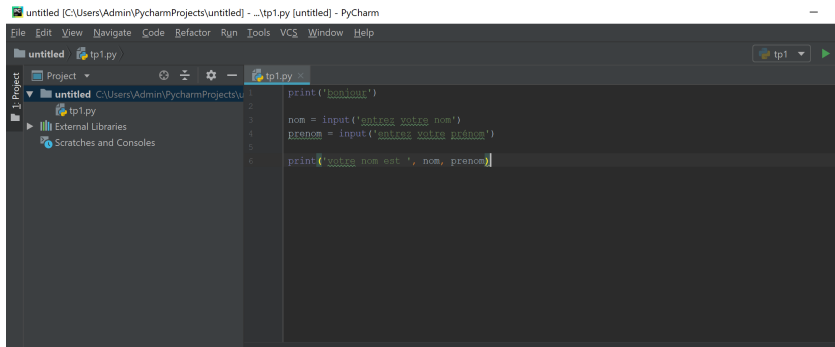 untitled [C:\Users\Admin\PycharmProjects\untitled] - ...\tp1.py [untitled] - PyCharm
File Edit View Navigate Code Refactor Run Tools VCS Window Help
untitled tp1.py tp1
1: Project
Project tp1.py
untitled C:\Users\Admin\PycharmProjects\u
tp1.py
External Libraries
Scratches and Consoles
1 print('bonjour')
2
3 nom = input('entrez votre nom')
4 prenom = input('entrez votre prénom')
5
6 print('votre nom est ', nom, prenom)